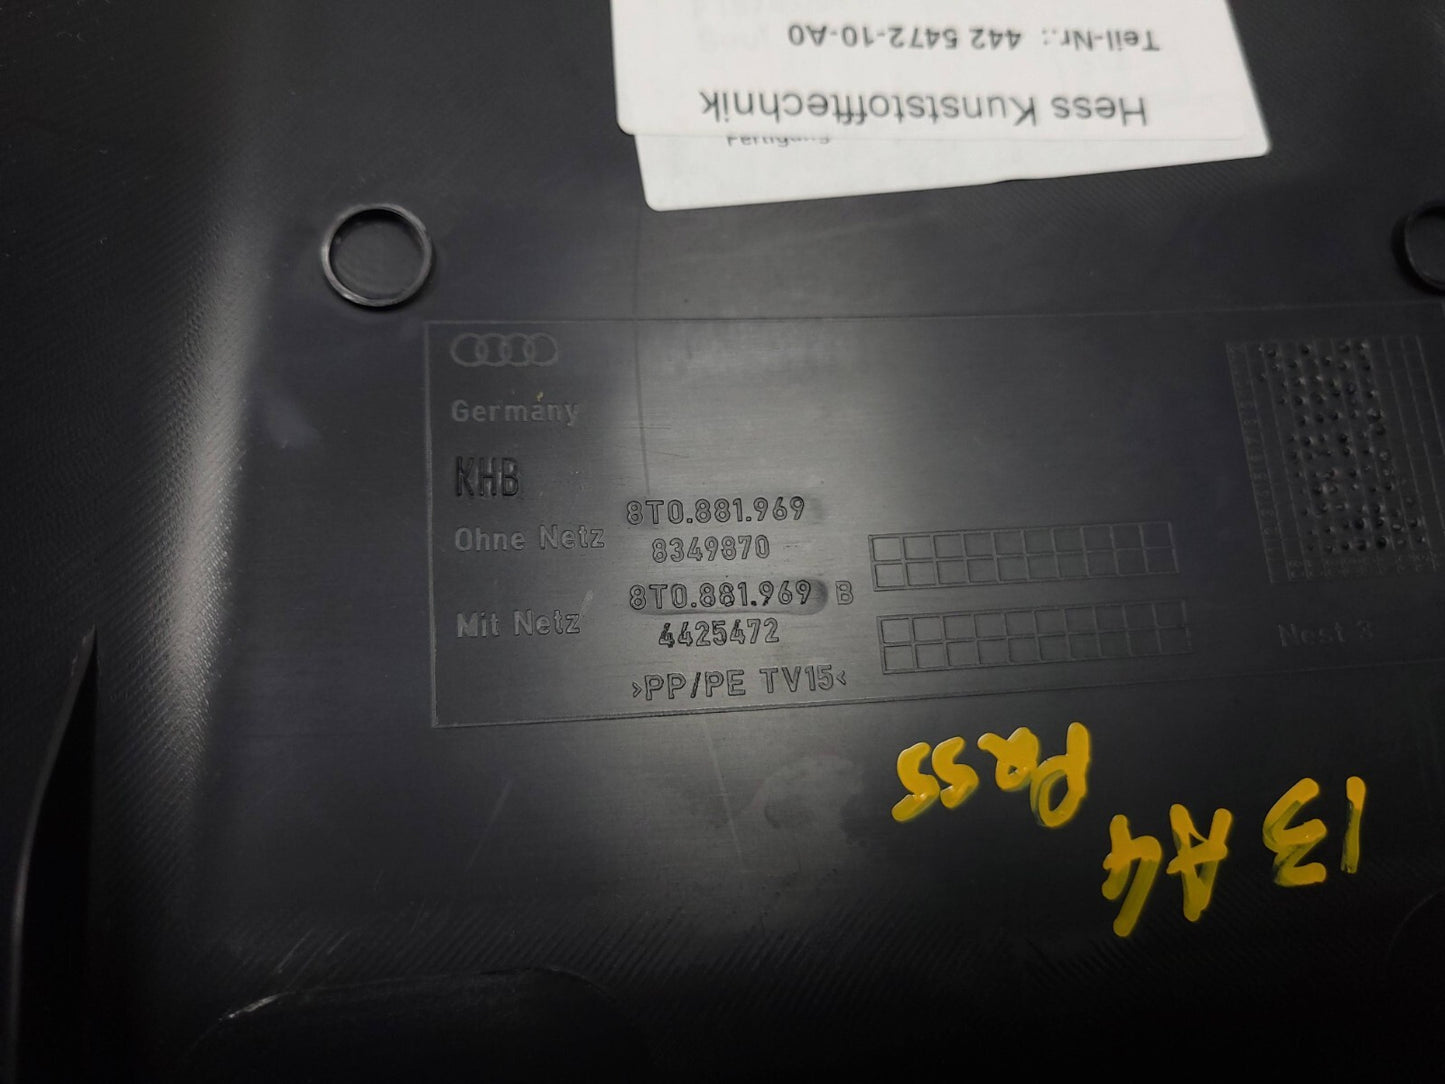 Teil-Nr.: 442 5472-10-A0
Hess Kunststofftechnik
Fertigung
Germany
KHB
8T0.881.969
Ohne Netz
8349870
8T0.881.969 B
Mit Netz
4425472
>PP/PE TV15<
Nest 3
13 A4
Pass